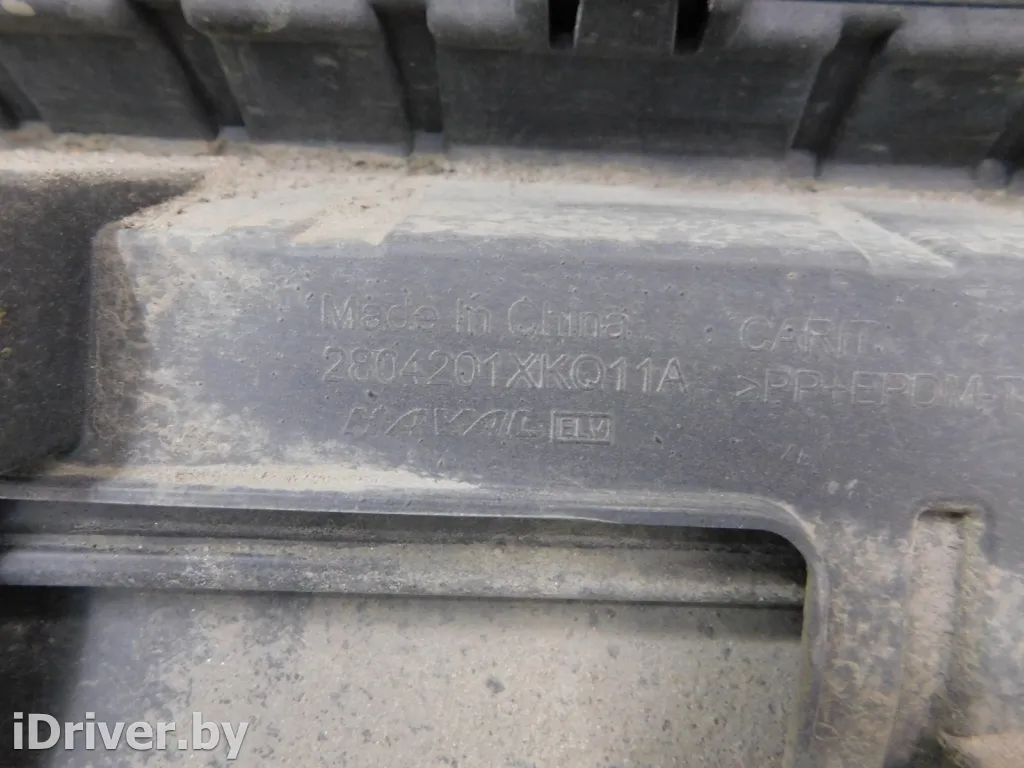 Made In China
2804201XKQ11A
HAVAL ELV
CARIT.
>PP+EPDM-T
iDriver.by